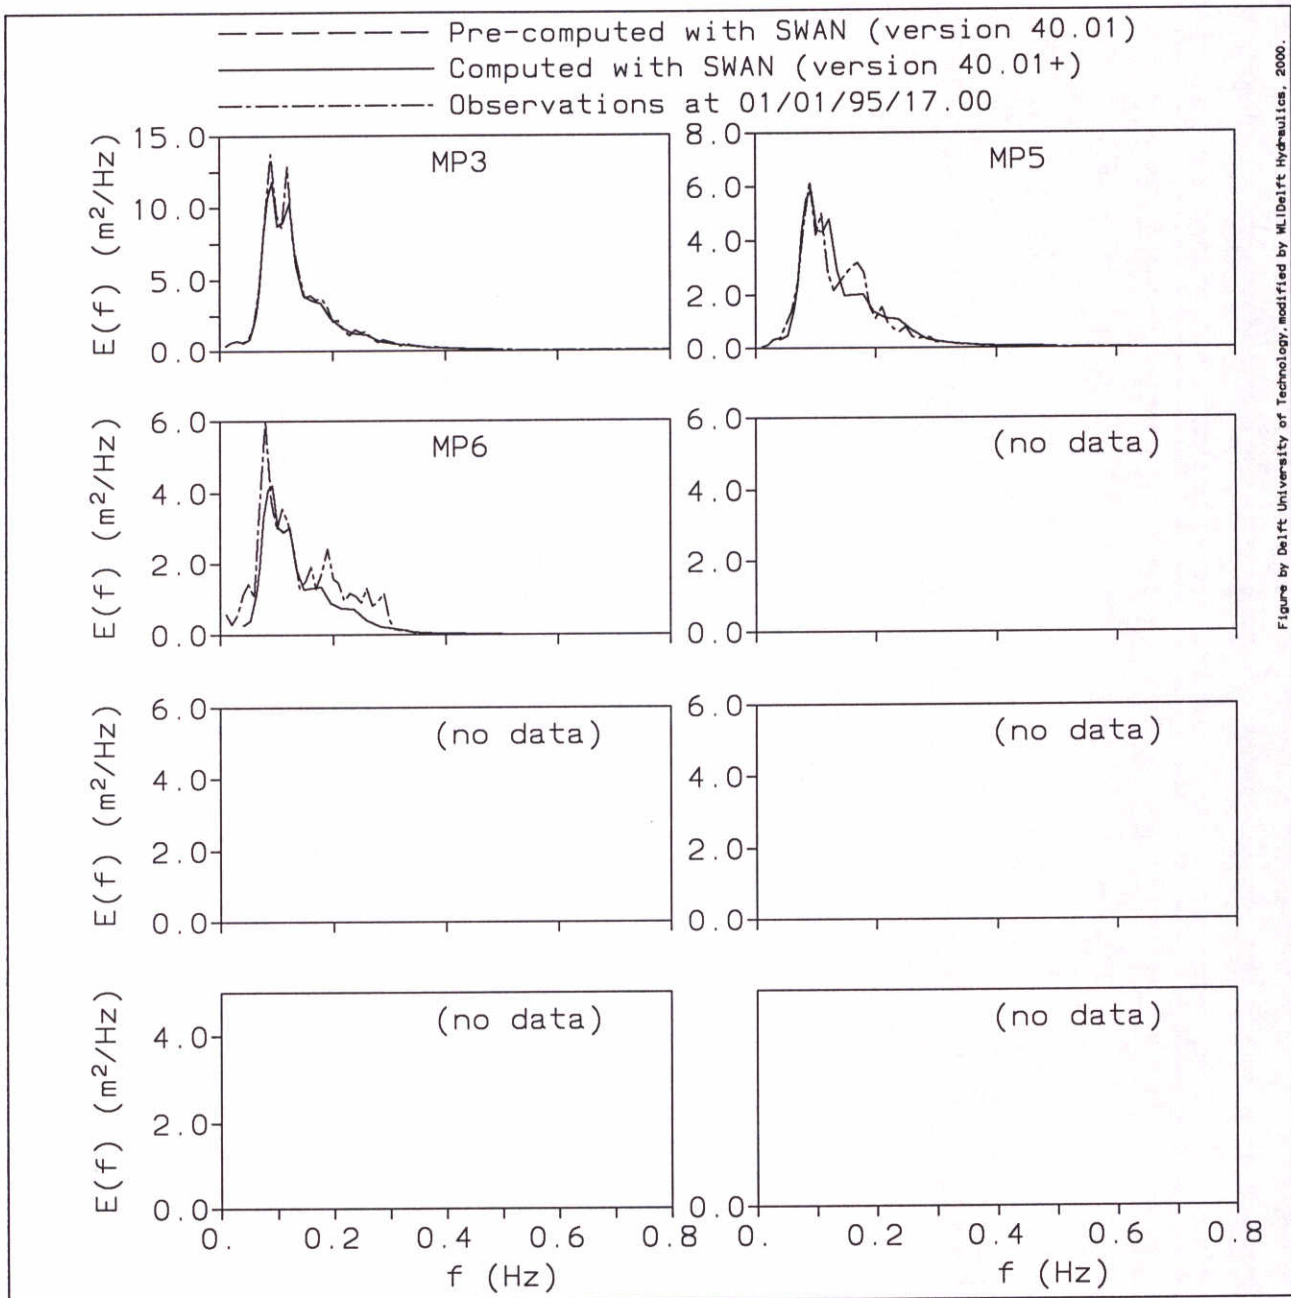 Pre-computed with SWAN (version 40.01)
Computed with SWAN (version 40.01+)
Observations at 01/01/95/17.00
E(f) (m²/Hz)
15.0
10.0
5.0
0.0
MP3
8.0
6.0
4.0
2.0
0.0
MP5
E(f) (m²/Hz)
6.0
4.0
2.0
0.0
MP6
6.0
4.0
2.0
0.0
(no data)
E(f) (m²/Hz)
6.0
4.0
2.0
0.0
(no data)
6.0
4.0
2.0
0.0
(no data)
E(f) (m²/Hz)
4.0
2.0
0.0
(no data)
0. 0.2 0.4 0.6 0.8
f (Hz)
0.0
(no data)
0. 0.2 0.4 0.6 0.8
f (Hz)
Figure by Delft University of Technology, modified by WL|Delft Hydraulics, 2000.